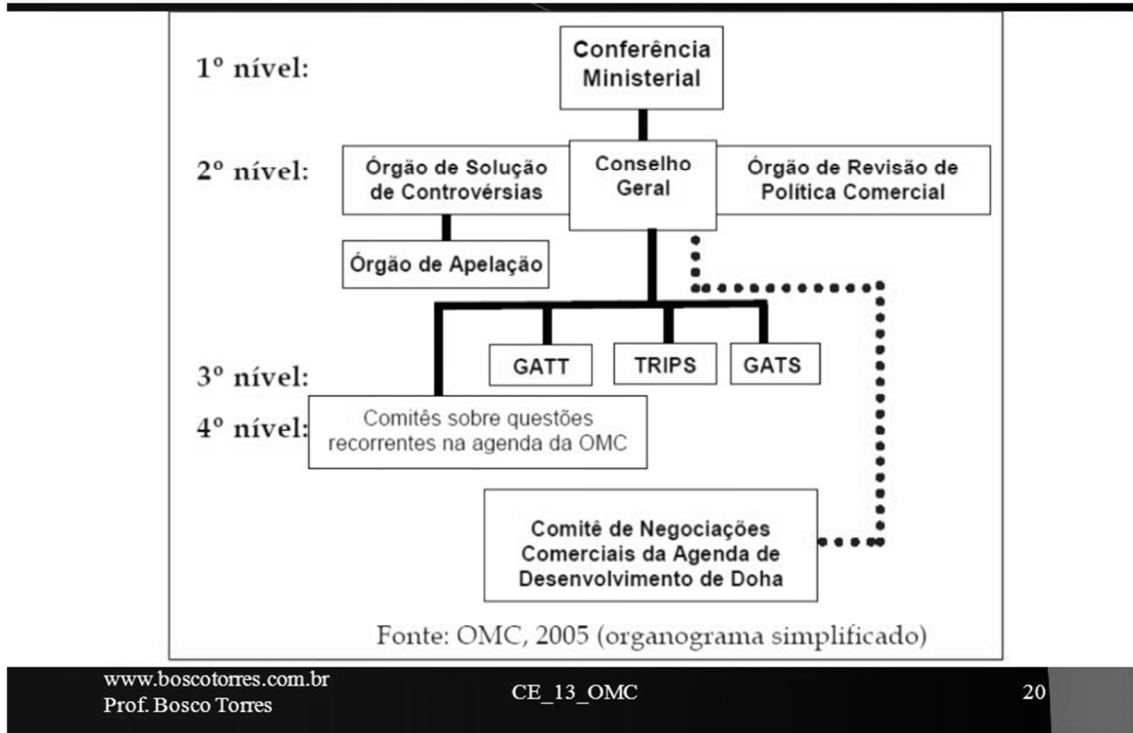 1º nível:
Conferência
Ministerial
2º nível:
Órgão de Solução
de Controvérsias
Conselho
Geral
Órgão de Revisão de
Política Comercial
Órgão de Apelação
3º nível:
GATT
TRIPS
GATS
4º nível:
Comitês sobre questões
recorrentes na agenda da OMC
Comitê de Negociações
Comerciais da Agenda de
Desenvolvimento de Doha
Fonte: OMC, 2005 (organograma simplificado)
www.boscotorres.com.br
Prof. Bosco Torres
CE_13_OMC
20